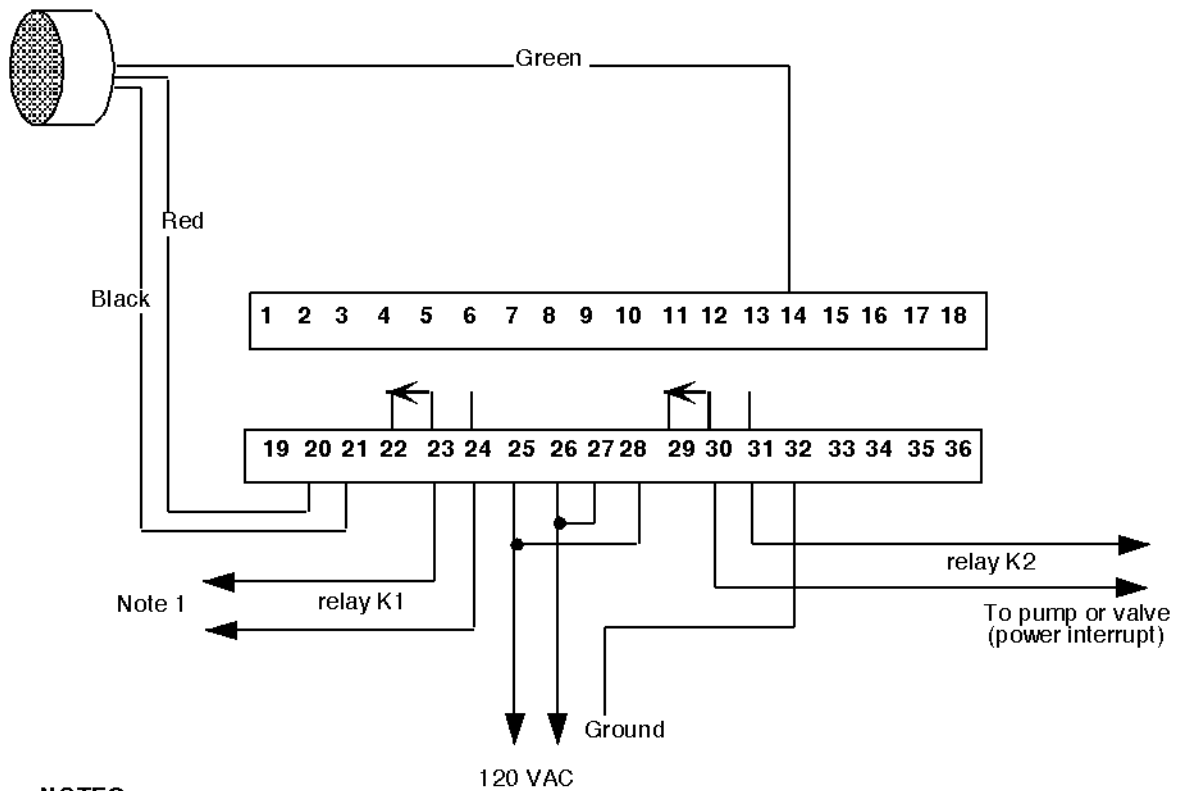 Green
Red
Black
1 2 3 4 5 6 7 8 9 10 11 12 13 14 15 16 17 18
19 20 21 22 23 24 25 26 27 28 29 30 31 32 33 34 35 36
relay K2
Note 1
relay K1
To pump or valve
(power interrupt)
Ground
120 VAC
NOTES